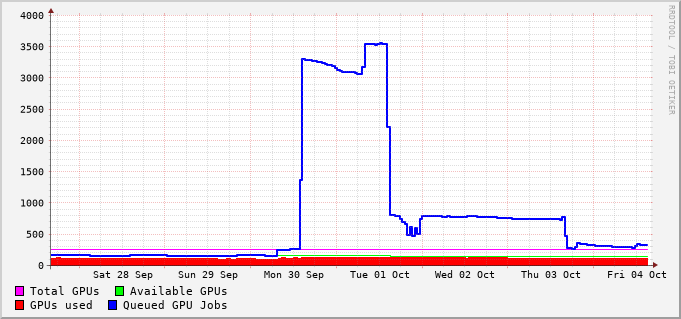 RRDTOOL / TOBI OETIKER
4000
3500
3000
2500
2000
1500
1000
500
0
Sat 28 Sep Sun 29 Sep Mon 30 Sep Tue 01 Oct Wed 02 Oct Thu 03 Oct Fri 04 Oct
Total GPUs Available GPUs
GPUs used Queued GPU Jobs